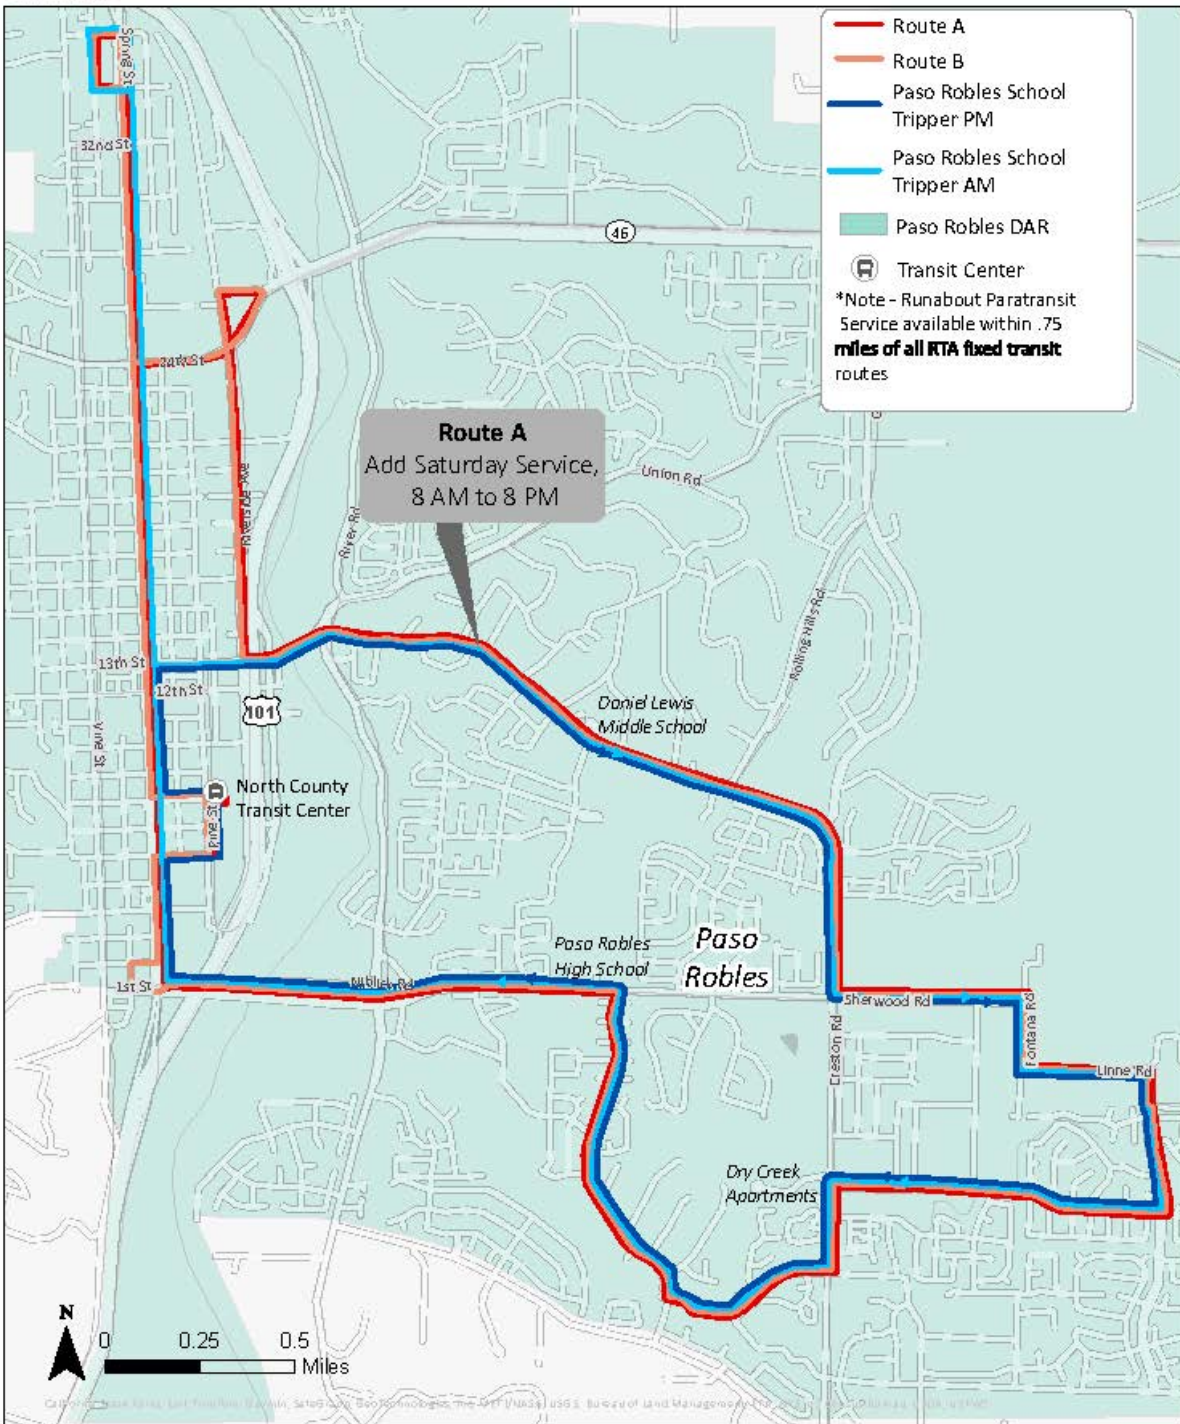 Spring St
32nd St
46
24th St
Riverside Ave
River Rd
Union Rd
Rolling Hills Rd
Route A
Add Saturday Service,
8 AM to 8 PM
13th St
12th St
101
Vine St
Daniel Lewis
Middle School
North County
Transit Center
Pine St
Paso Robles
High School
Paso
Robles
1st St
Niblick Rd
Sherwood Rd
Creston Rd
Fontana Rd
Linne Rd
Dry Creek
Apartments
Route A
Route B
Paso Robles School
Tripper PM
Paso Robles School
Tripper AM
Paso Robles DAR
Transit Center
*Note - Runabout Paratransit
Service available within .75
miles of all RTA fixed transit
routes
N
0 0.25 0.5
Miles